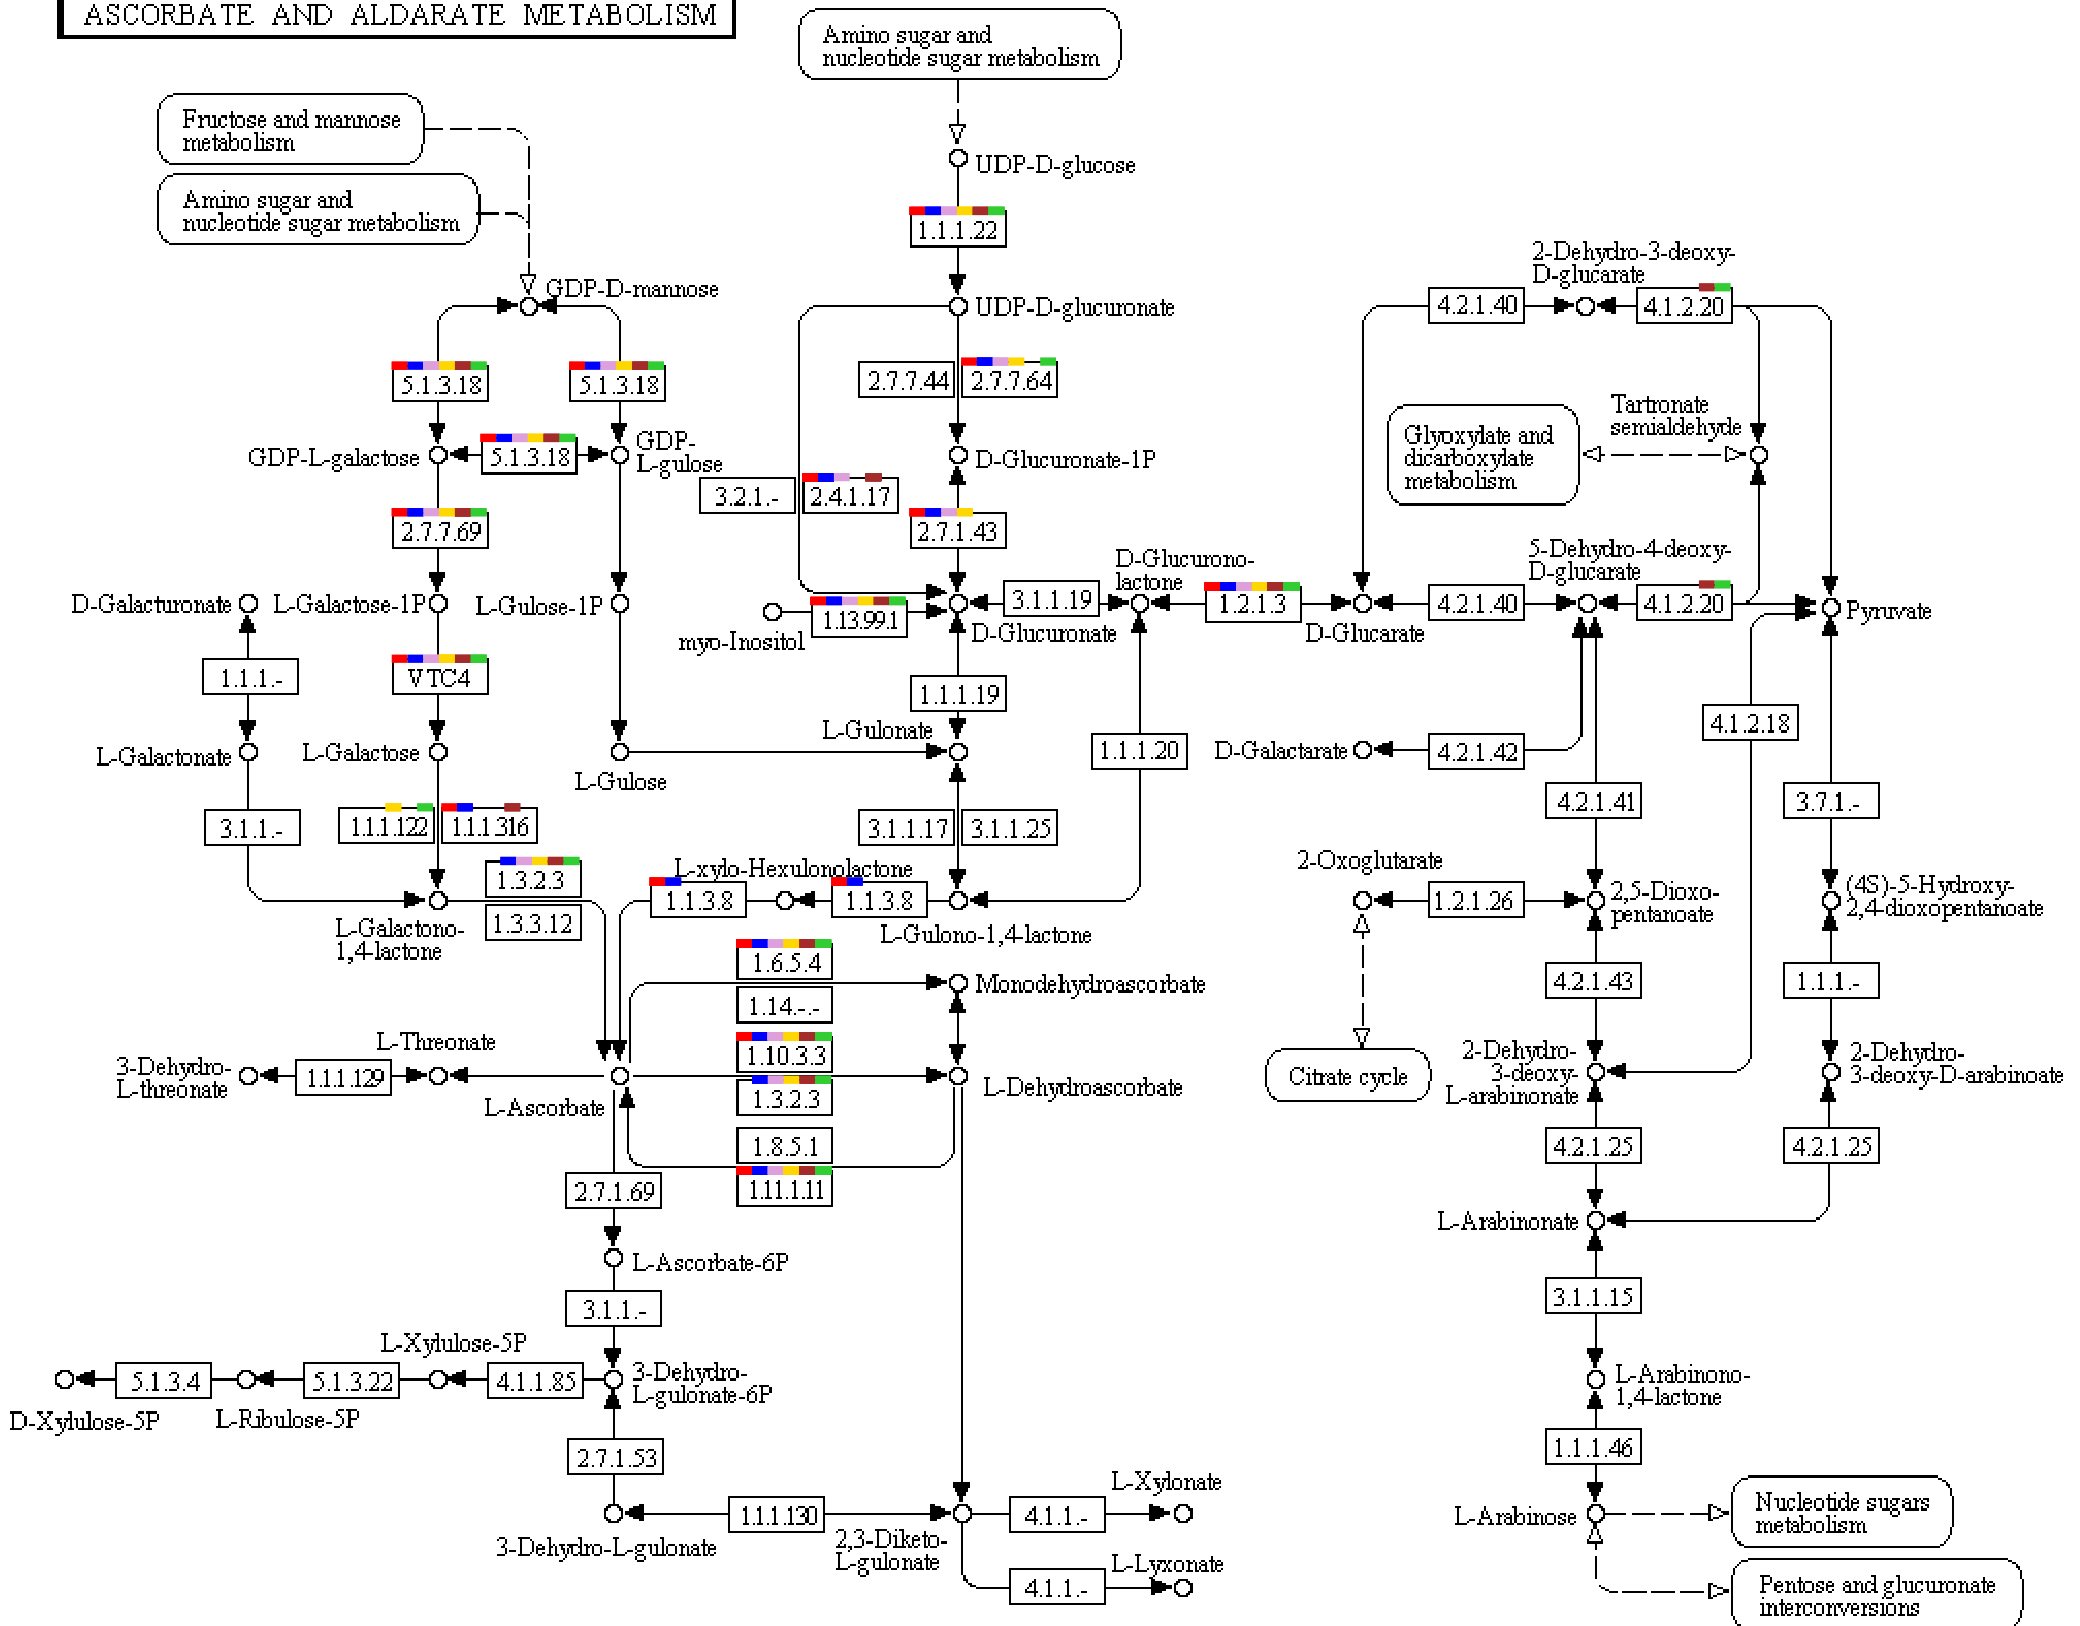 ASCORBATE AND ALDARATE METABOLISM
Amino sugar and
nucleotide sugar metabolism
Fructose and mannose
metabolism
Amino sugar and
nucleotide sugar metabolism
UDP-D-glucose
1.1.1.22
GDP-D-mannose
UDP-D-glucuronate
2-Dehydro-3-deoxy-
D-glucarate
4.2.1.40
4.1.2.20
5.1.3.18
5.1.3.18
2.7.7.44
2.7.7.64
Tartronate
semialdehyde
Glyoxylate and
dicarboxylate
metabolism
GDP-L-galactose
5.1.3.18
GDP-
L-gulose
D-Glucuronate-1P
3.2.1.-
2.4.1.17
2.7.7.69
2.7.1.43
D-Glucurono-
lactone
5-Dehydro-4-deoxy-
D-glucarate
D-Galacturonate
L-Galactose-1P
L-Gulose-1P
myo-Inositol
1.13.99.1
D-Glucuronate
3.1.1.19
1.2.1.3
D-Glucarate
4.2.1.40
4.1.2.20
Pyruvate
1.1.1.-
VTC4
1.1.1.19
4.1.2.18
L-Galactonate
L-Galactose
L-Gulose
L-Gulonate
1.1.1.20
D-Galactarate
4.2.1.42
3.1.1.-
1.1.1.122
1.1.1.316
3.1.1.17
3.1.1.25
4.2.1.41
3.7.1.-
1.3.2.3
1.3.3.12
L-xylo-Hexulonolactone
1.1.3.8
1.1.3.8
2-Oxoglutarate
1.2.1.26
2,5-Dioxo-
pentanoate
(4S)-5-Hydroxy-
2,4-dioxopentanoate
L-Galactono-
1,4-lactone
L-Gulono-1,4-lactone
1.6.5.4
1.14.-.-
Monodehydroascorbate
4.2.1.43
1.1.1.-
L-Threonate
1.10.3.3
1.3.2.3
3-Dehydro-
L-threonate
1.1.1.129
L-Ascorbate
L-Dehydroascorbate
Citrate cycle
2-Dehydro-
3-deoxy-
L-arabinonate
2-Dehydro-
3-deoxy-D-arabinoate
1.8.5.1
1.11.1.11
4.2.1.25
4.2.1.25
2.7.1.69
L-Arabinonate
L-Ascorbate-6P
3.1.1.-
3.1.1.15
L-Xylulose-5P
5.1.3.4
5.1.3.22
4.1.1.85
3-Dehydro-
L-gulonate-6P
L-Arabinono-
1,4-lactone
D-Xylulose-5P
L-Ribulose-5P
2.7.1.53
1.1.1.46
L-Xylonate
1.1.1.130
4.1.1.-
L-Arabinose
Nucleotide sugars
metabolism
3-Dehydro-L-gulonate
2,3-Diketo-
L-gulonate
L-Lyxonate
4.1.1.-
Pentose and glucuronate
interconversions